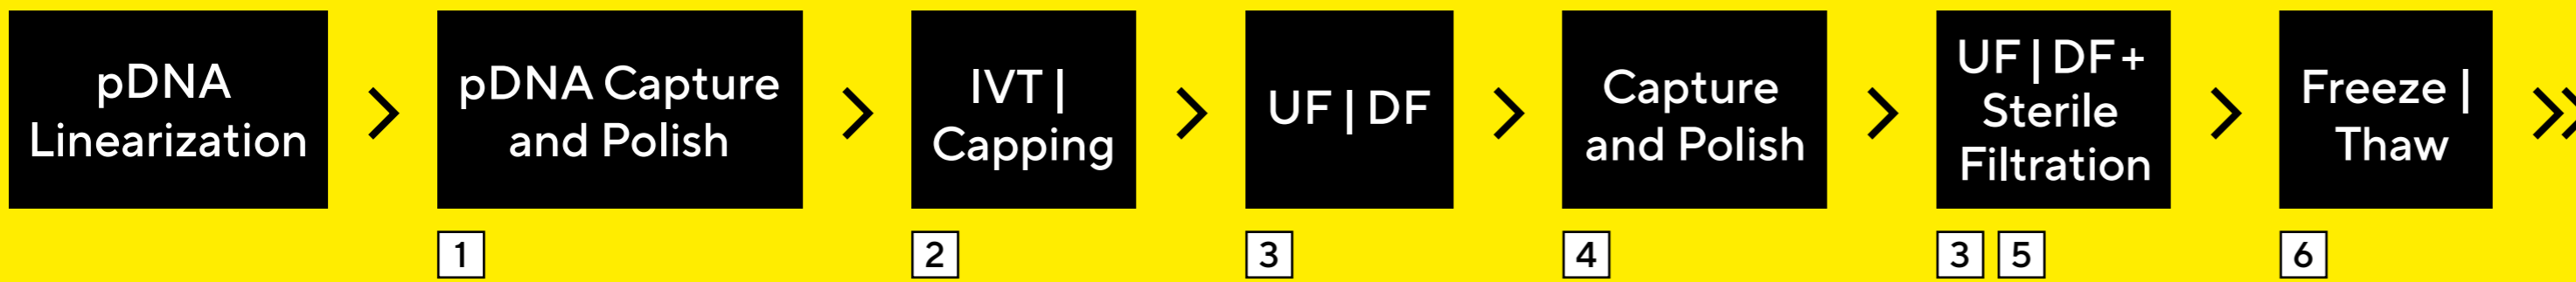 pDNA
Linearization
pDNA Capture
and Polish
IVT |
Capping
UF | DF
Capture
and Polish
UF | DF +
Sterile
Filtration
Freeze |
Thaw
1
2
3
4
3 5
6